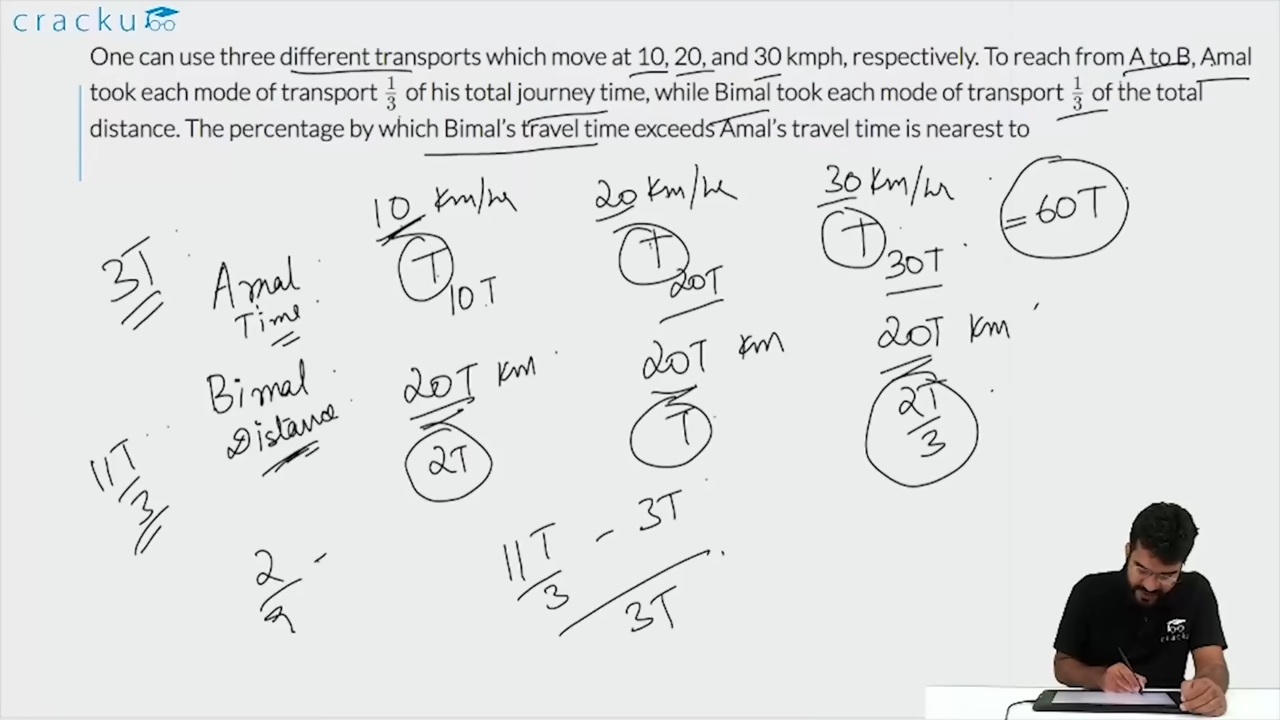 cracku
One can use three different transports which move at 10, 20, and 30 kmph, respectively. To reach from A to B, Amal
took each mode of transport 1/3 of his total journey time, while Bimal took each mode of transport 1/3 of the total
distance. The percentage by which Bimal's travel time exceeds Amal's travel time is nearest to
10 Km/hr 20 Km/hr 30 Km/hr = 60T
3T Amal T T T
Time 10T 20T 30T
Bimal 20T Km 20T Km 20T Km
Distance
11T/3 2T T 2T/3
11T/3 - 3T
2/9 3T
cracku